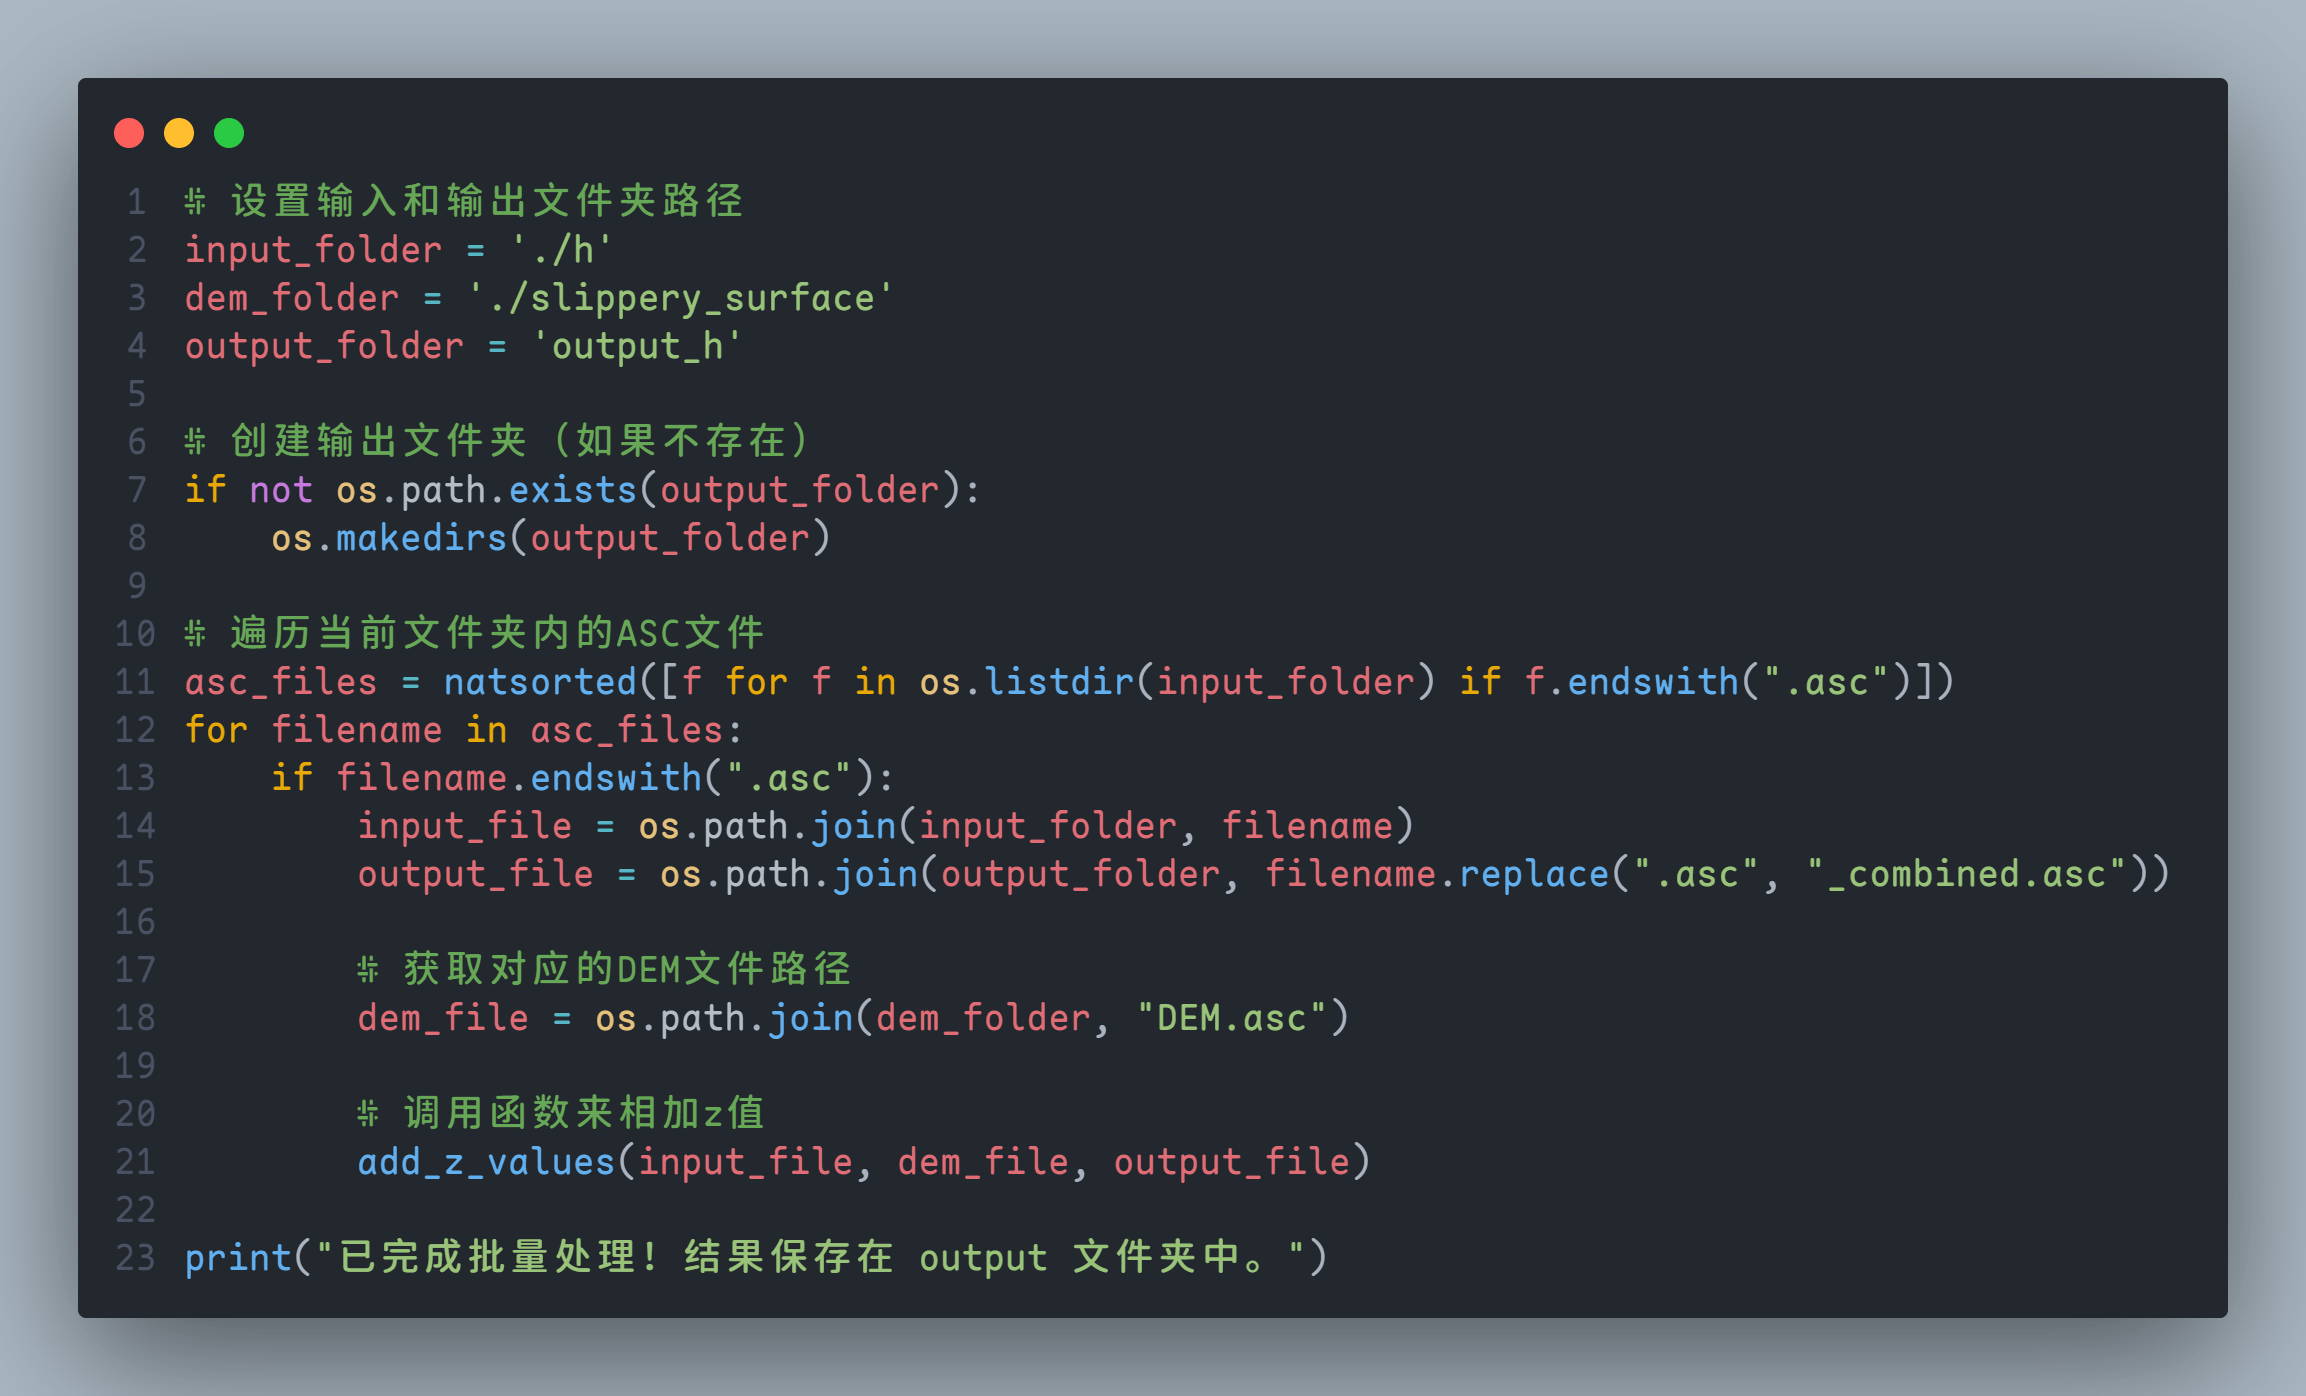 1 # 设置输入和输出文件夹路径
2 input_folder = './h'
3 dem_folder = './slippery_surface'
4 output_folder = 'output_h'
5
6 # 创建输出文件夹（如果不存在）
7 if not os.path.exists(output_folder):
8     os.makedirs(output_folder)
9
10 # 遍历当前文件夹内的ASC文件
11 asc_files = natsorted([f for f in os.listdir(input_folder) if f.endswith(".asc")])
12 for filename in asc_files:
13     if filename.endswith(".asc"):
14         input_file = os.path.join(input_folder, filename)
15         output_file = os.path.join(output_folder, filename.replace(".asc", "_combined.asc"))
16
17         # 获取对应的DEM文件路径
18         dem_file = os.path.join(dem_folder, "DEM.asc")
19
20         # 调用函数来相加z值
21         add_z_values(input_file, dem_file, output_file)
22
23 print("已完成批量处理！结果保存在 output 文件夹中。")